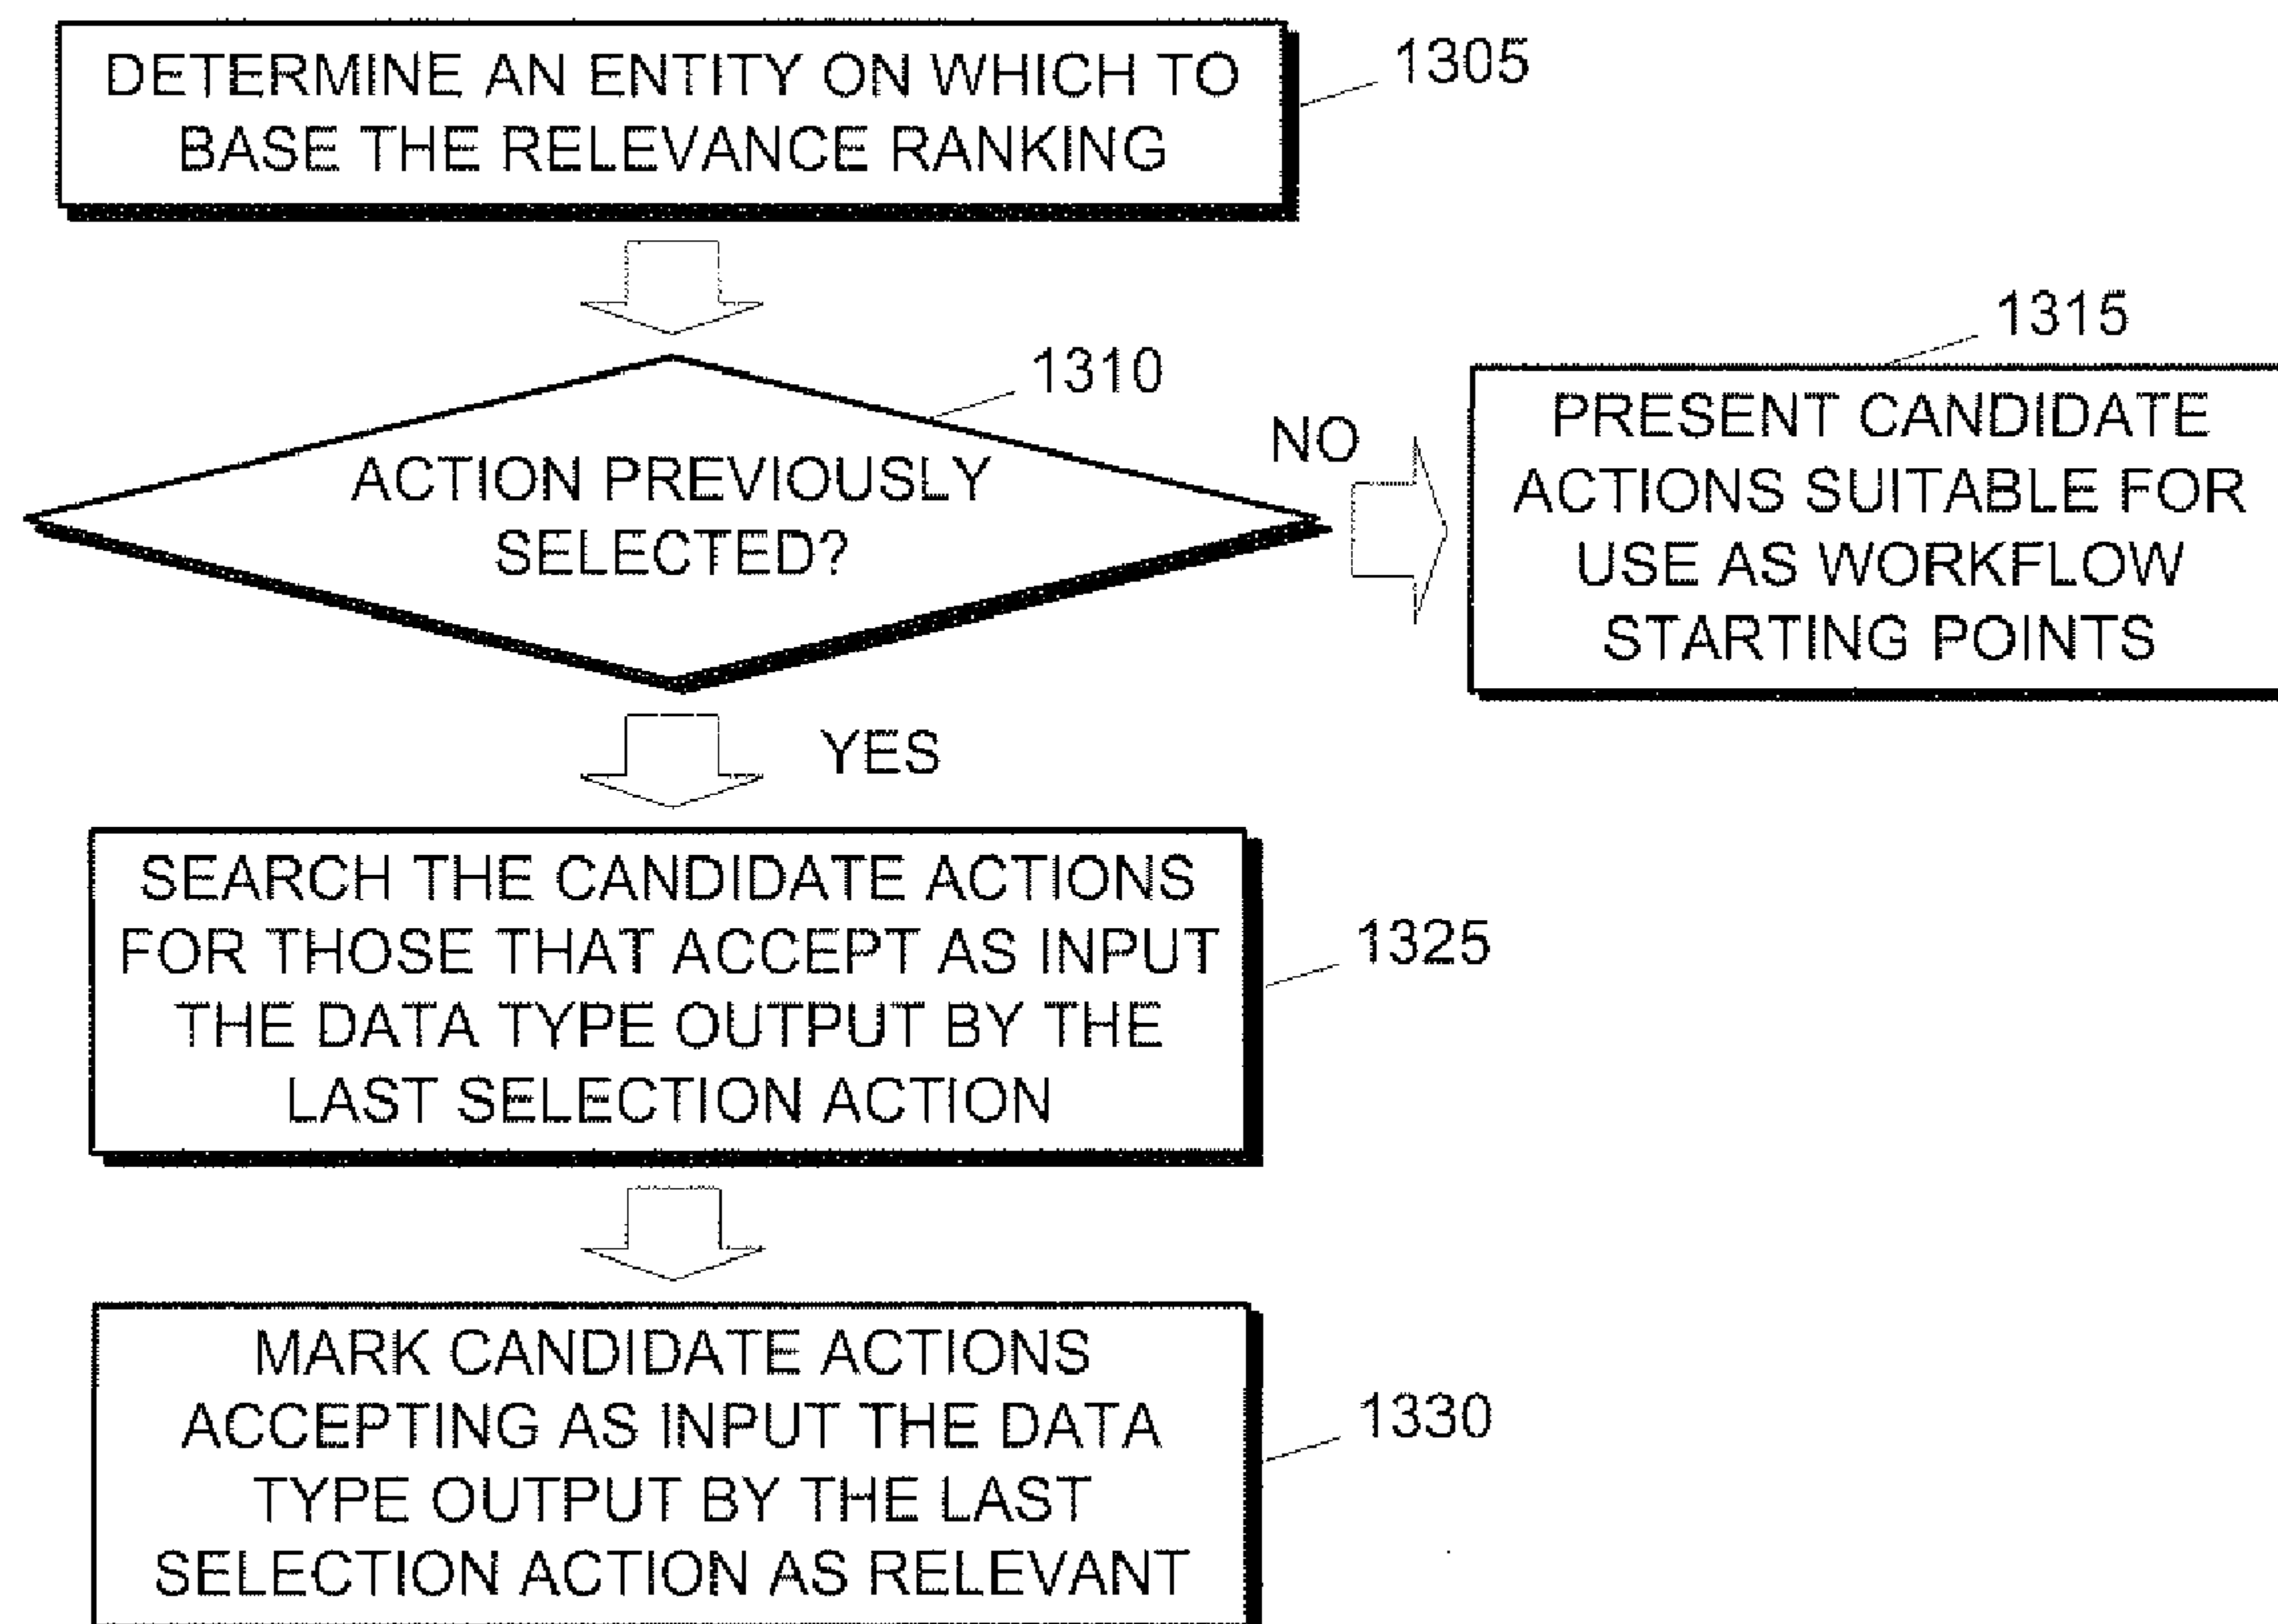 DETERMINE AN ENTITY ON WHICH TO
BASE THE RELEVANCE RANKING
1305
1310
ACTION PREVIOUSLY
SELECTED?
NO
1315
PRESENT CANDIDATE
ACTIONS SUITABLE FOR
USE AS WORKFLOW
STARTING POINTS
YES
SEARCH THE CANDIDATE ACTIONS
FOR THOSE THAT ACCEPT AS INPUT
THE DATA TYPE OUTPUT BY THE
LAST SELECTION ACTION
1325
MARK CANDIDATE ACTIONS
ACCEPTING AS INPUT THE DATA
TYPE OUTPUT BY THE LAST
SELECTION ACTION AS RELEVANT
1330